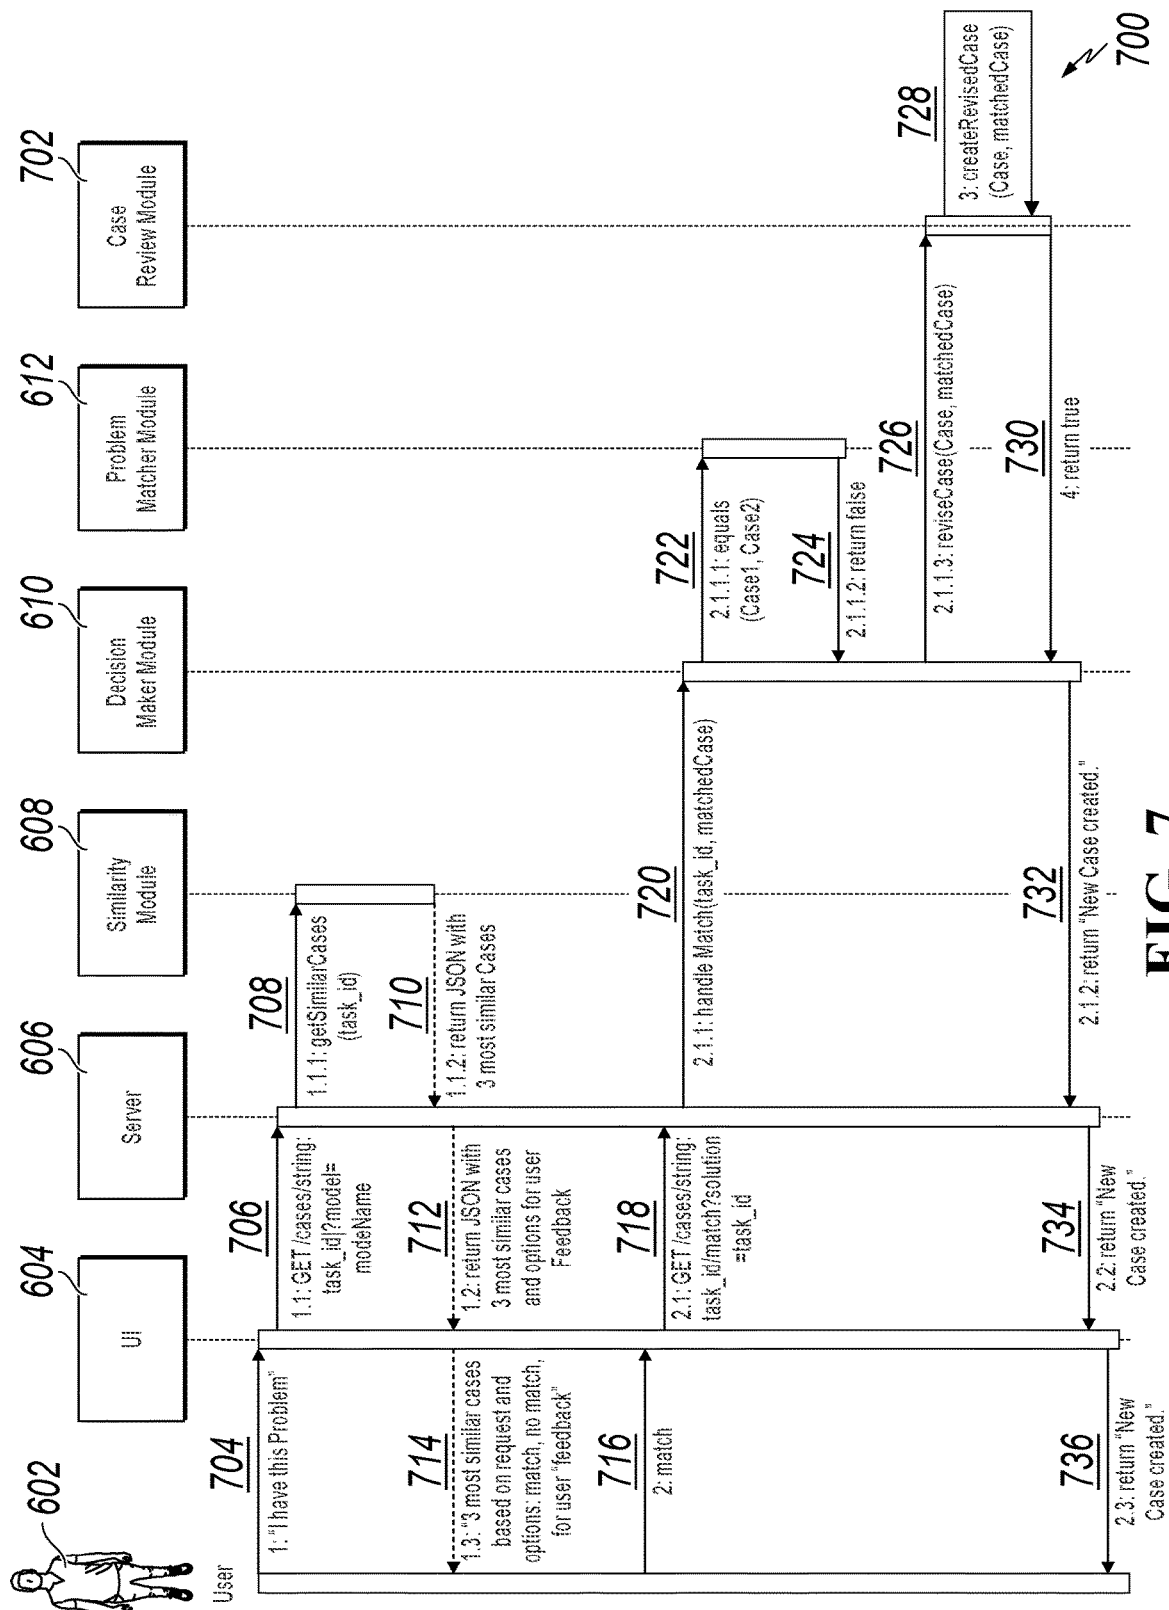 602
User
604
UI
606
Server
608
Similarity
Module
610
Decision
Maker Module
612
Problem
Matcher Module
702
Case
Review Module
704
1: "I have this Problem"
706
1.1: GET /cases/string:
task_id|?model=
modeName
708
1.1.1: getSimilarCases
(task_id)
710
1.1.2: return JSON with
3 most similar Cases
712
1.2: return JSON with
3 most similar cases
and options for user
Feedback
714
1.3: "3 most similar cases
based on request and
options: match, no match,
for user "feedback"
716
2: match
718
2.1: GET /cases/string:
task_id/match?solution
=task_id
720
2.1.1: handle Match(task_id, matchedCase)
722
2.1.1.1: equals
(Case1, Case2)
724
2.1.1.2: return false
726
2.1.1.3: reviseCase(Case, matchedCase)
728
3: createRevisedCase
(Case, matchedCase)
730
4: return true
732
2.1.2: return "New Case created."
734
2.2: return "New
Case created."
736
2.3: return "New
Case created."
700
FIG. 7